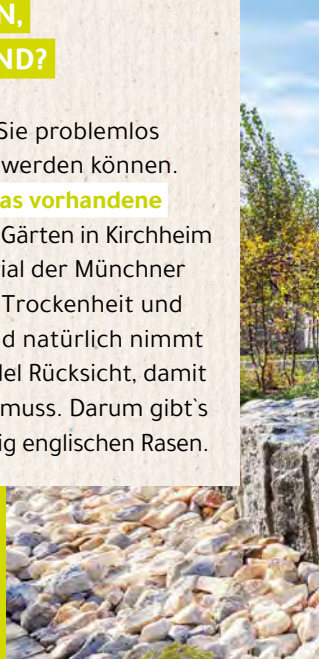 N,
ND?
Sie problemlos
werden können.
as vorhandene
Gärten in Kirchheim
ial der Münchner
Trockenheit und
d natürlich nimmt
del Rücksicht, damit
muss. Darum gibt`s
ig englischen Rasen.